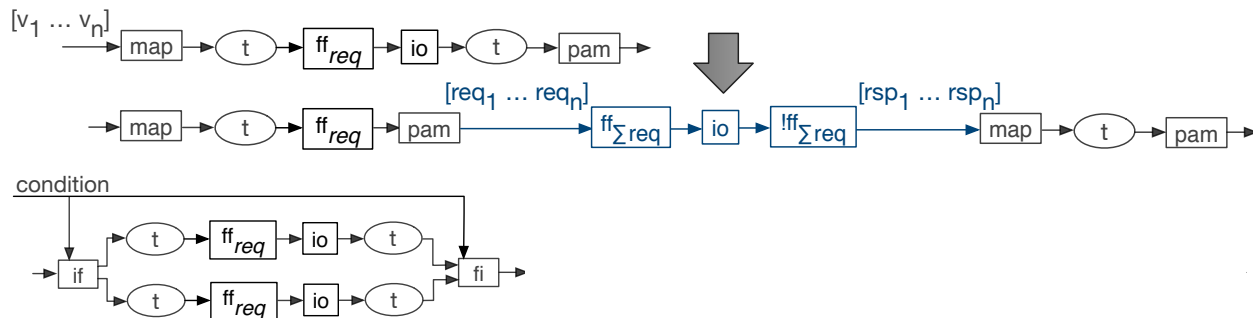 [v1 … vn]
map t ffreq io t pam
[req1 … reqn] [rsp1 … rspn]
map t ffreq pam ff∑req io !ff∑req map t pam
condition
t ffreq io t
if fi
t ffreq io t